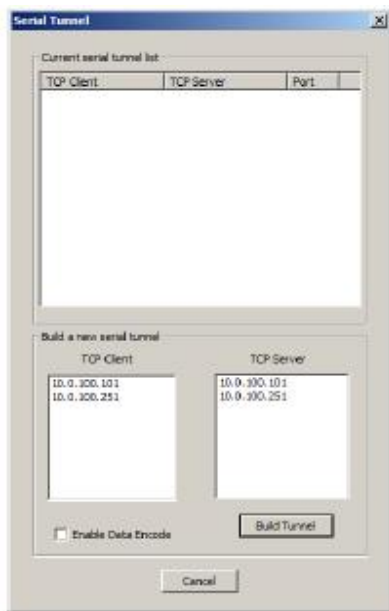 Serial Tunnel
Current serial tunnel list
TCP Client TCP Server Port
Build a new serial tunnel
TCP Client TCP Server
10.0.100.101 10.0.100.101
10.0.100.251 10.0.100.251
Enable Data Encode Build Tunnel
Cancel